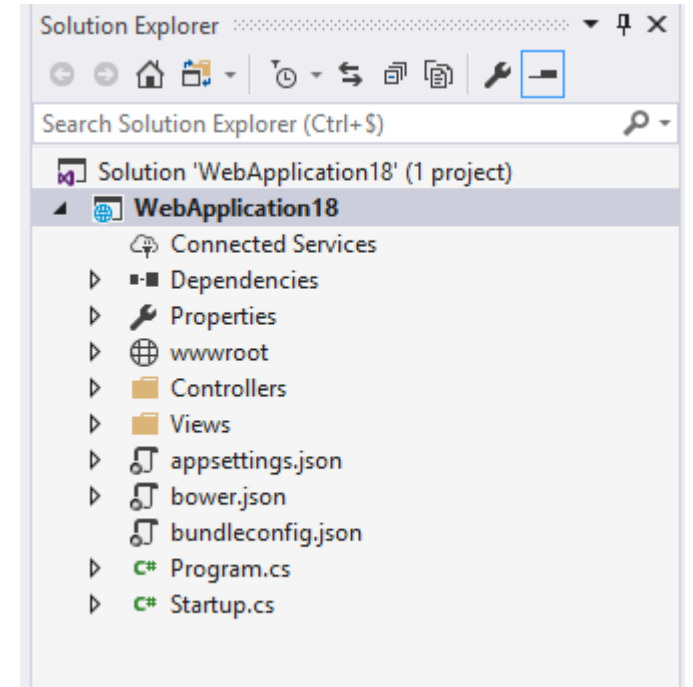 Solution Explorer
Search Solution Explorer (Ctrl+$)
Solution 'WebApplication18' (1 project)
WebApplication18
Connected Services
Dependencies
Properties
wwwroot
Controllers
Views
appsettings.json
bower.json
bundleconfig.json
C# Program.cs
C# Startup.cs